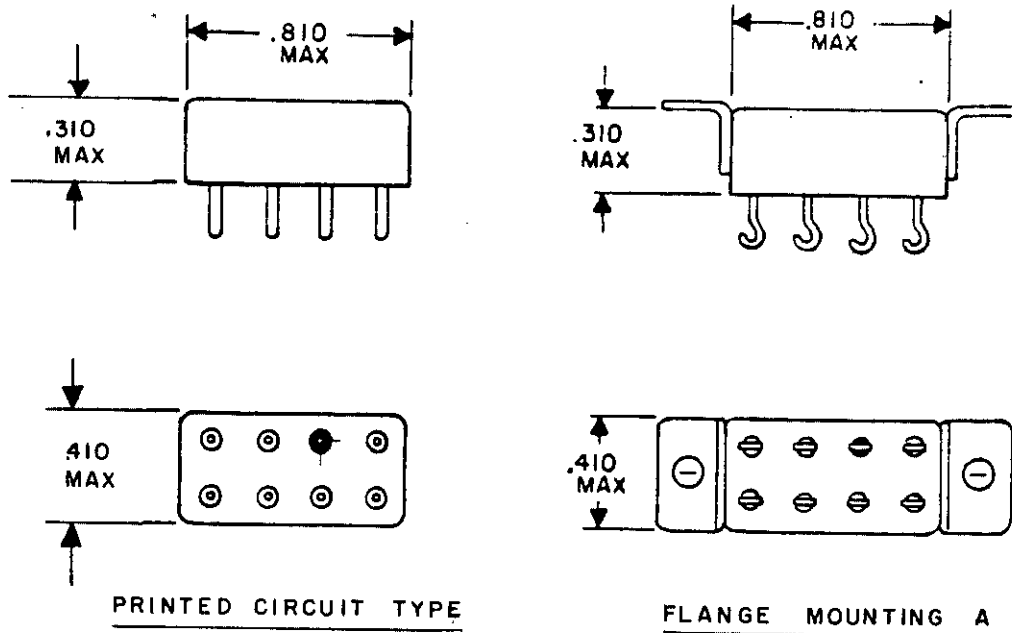 .810
MAX
.810
MAX
.310
MAX
.310
MAX
.410
MAX
.410
MAX
PRINTED CIRCUIT TYPE
FLANGE MOUNTING A